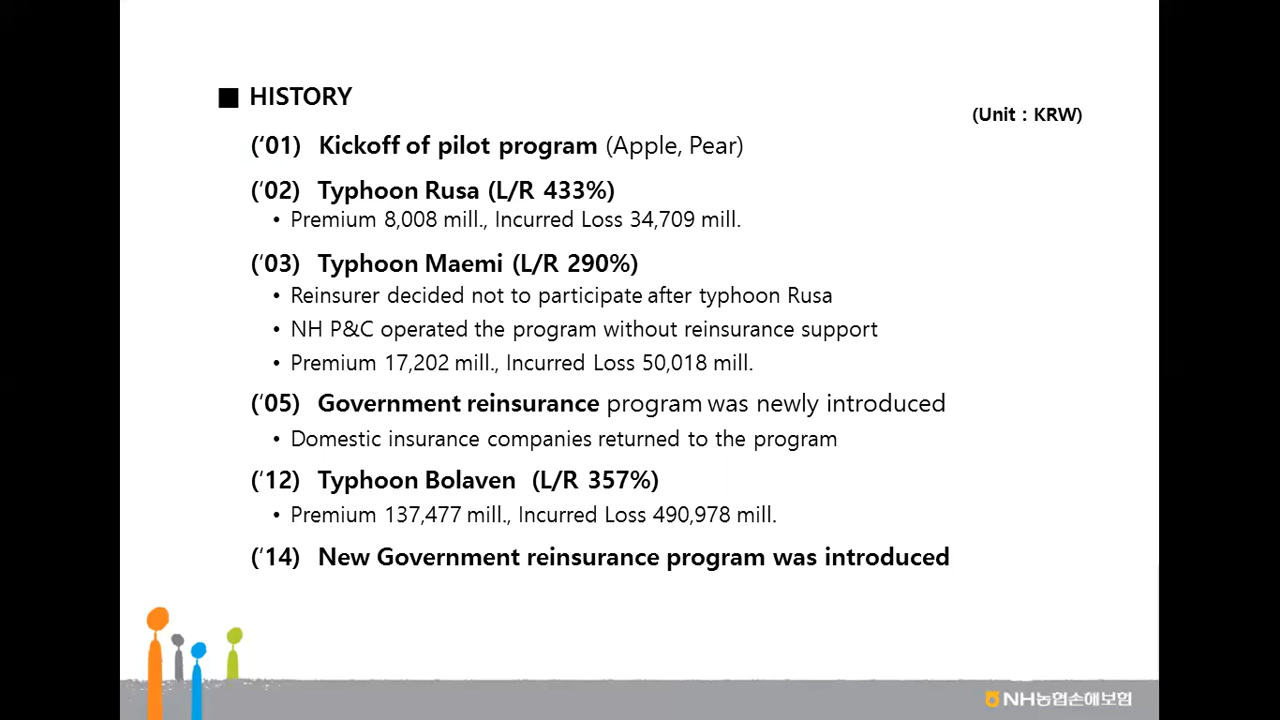 ■ HISTORY
(Unit : KRW)
(‘01) Kickoff of pilot program (Apple, Pear)
(‘02) Typhoon Rusa (L/R 433%)
• Premium 8,008 mill., Incurred Loss 34,709 mill.
(‘03) Typhoon Maemi (L/R 290%)
• Reinsurer decided not to participate after typhoon Rusa
• NH P&C operated the program without reinsurance support
• Premium 17,202 mill., Incurred Loss 50,018 mill.
(‘05) Government reinsurance program was newly introduced
• Domestic insurance companies returned to the program
(‘12) Typhoon Bolaven (L/R 357%)
• Premium 137,477 mill., Incurred Loss 490,978 mill.
(‘14) New Government reinsurance program was introduced
NH농협손해보험